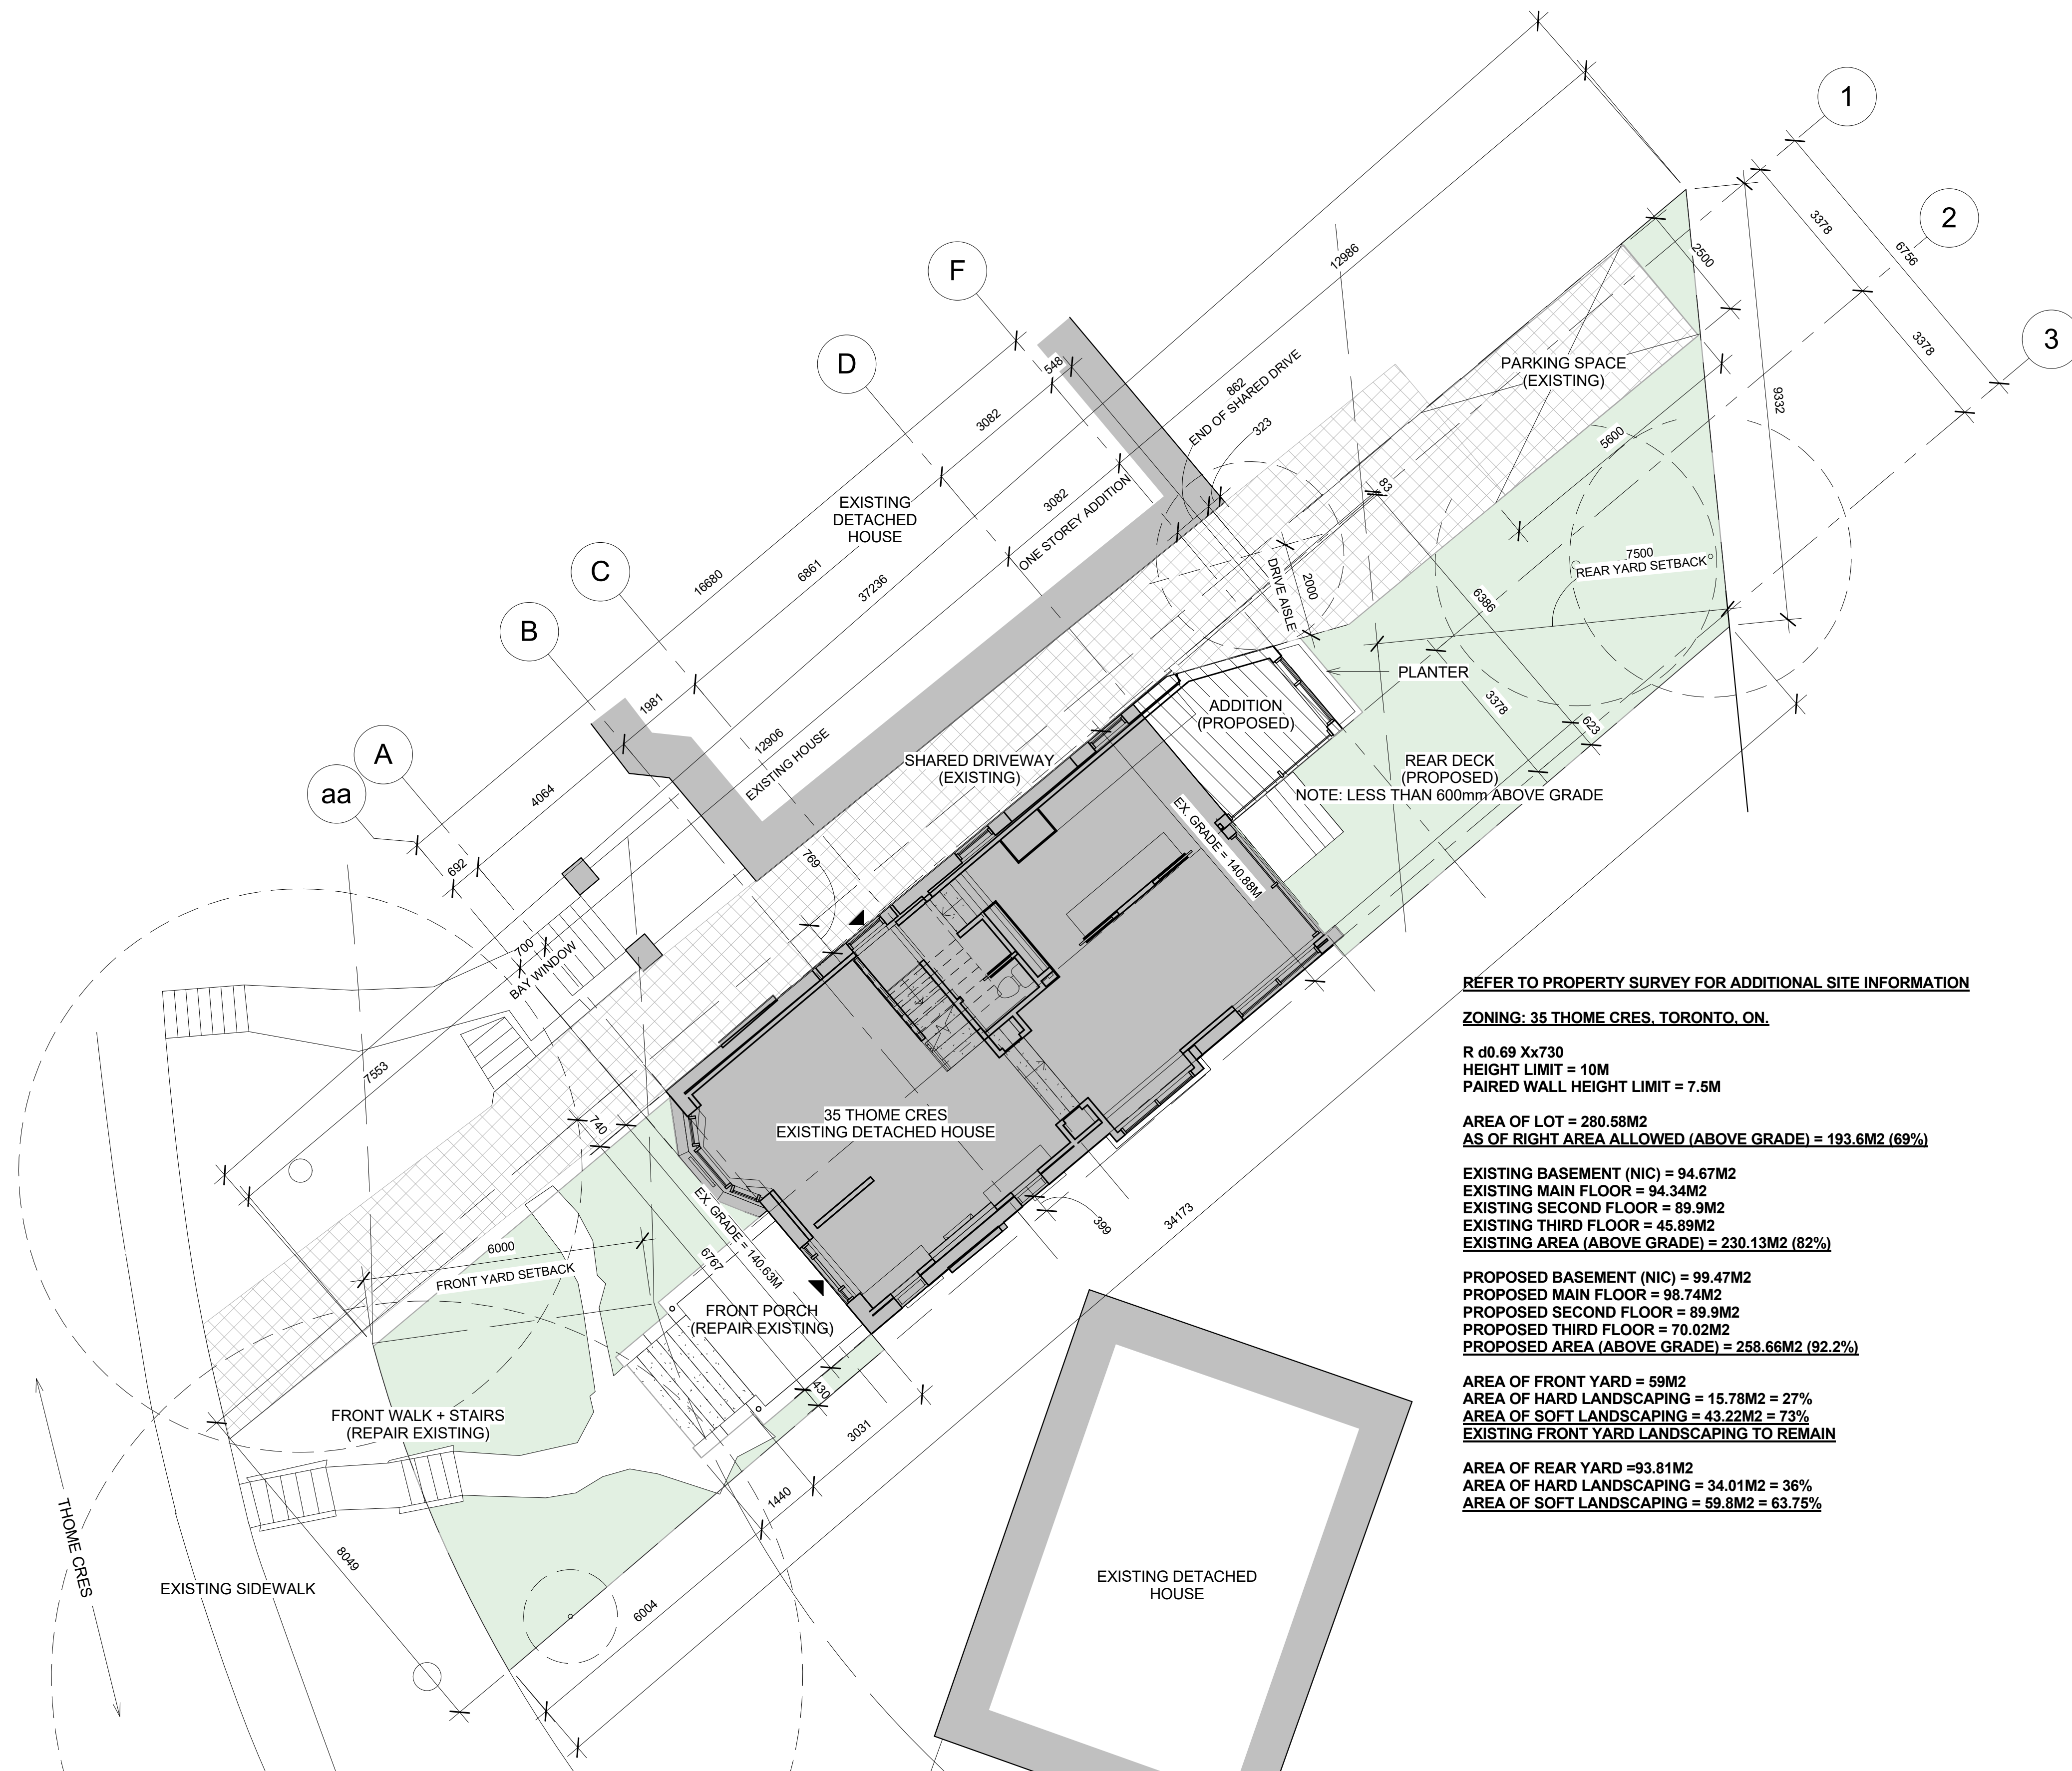 1
2
3
F
D
C
B
A
aa
3378
6756
3378
2500
12986
548
3082
862
END OF SHARED DRIVE
323
PARKING SPACE
(EXISTING)
5600
9332
83
EXISTING
DETACHED
HOUSE
3082
ONE STOREY ADDITION
16680
6861
37236
DRIVE AISLE
2000
7500
REAR YARD SETBACK
6386
PLANTER
3378
623
ADDITION
(PROPOSED)
1981
12906
EXISTING HOUSE
SHARED DRIVEWAY
(EXISTING)
REAR DECK
(PROPOSED)
NOTE: LESS THAN 600mm ABOVE GRADE
EX. GRADE = 140.88M
4064
692
769
700
BAY WINDOW
7553
740
35 THOME CRES
EXISTING DETACHED HOUSE
EX. GRADE = 140.63M
6767
399
34173
6000
FRONT YARD SETBACK
FRONT PORCH
(REPAIR EXISTING)
430
3031
1440
6004
FRONT WALK + STAIRS
(REPAIR EXISTING)
THOME CRES
8049
EXISTING SIDEWALK
EXISTING DETACHED
HOUSE
REFER TO PROPERTY SURVEY FOR ADDITIONAL SITE INFORMATION
ZONING: 35 THOME CRES, TORONTO, ON.
R d0.69 Xx730
HEIGHT LIMIT = 10M
PAIRED WALL HEIGHT LIMIT = 7.5M
AREA OF LOT = 280.58M2
AS OF RIGHT AREA ALLOWED (ABOVE GRADE) = 193.6M2 (69%)
EXISTING BASEMENT (NIC) = 94.67M2
EXISTING MAIN FLOOR = 94.34M2
EXISTING SECOND FLOOR = 89.9M2
EXISTING THIRD FLOOR = 45.89M2
EXISTING AREA (ABOVE GRADE) = 230.13M2 (82%)
PROPOSED BASEMENT (NIC) = 99.47M2
PROPOSED MAIN FLOOR = 98.74M2
PROPOSED SECOND FLOOR = 89.9M2
PROPOSED THIRD FLOOR = 70.02M2
PROPOSED AREA (ABOVE GRADE) = 258.66M2 (92.2%)
AREA OF FRONT YARD = 59M2
AREA OF HARD LANDSCAPING = 15.78M2 = 27%
AREA OF SOFT LANDSCAPING = 43.22M2 = 73%
EXISTING FRONT YARD LANDSCAPING TO REMAIN
AREA OF REAR YARD =93.81M2
AREA OF HARD LANDSCAPING = 34.01M2 = 36%
AREA OF SOFT LANDSCAPING = 59.8M2 = 63.75%